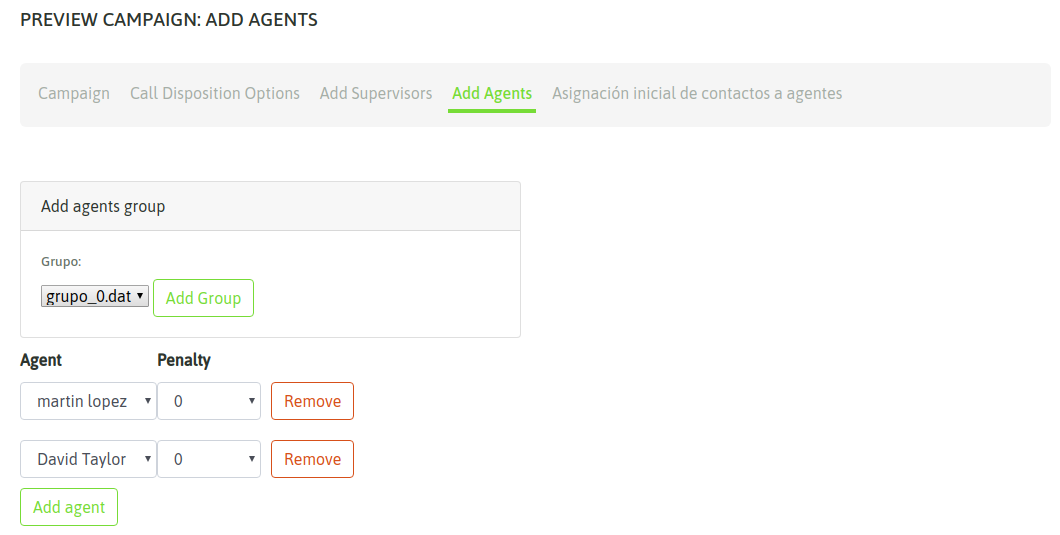 PREVIEW CAMPAIGN: ADD AGENTS
Campaign Call Disposition Options Add Supervisors Add Agents Asignación inicial de contactos a agentes
Add agents group
Grupo:
grupo_0.dat Add Group
Agent Penalty
martin lopez 0 Remove
David Taylor 0 Remove
Add agent